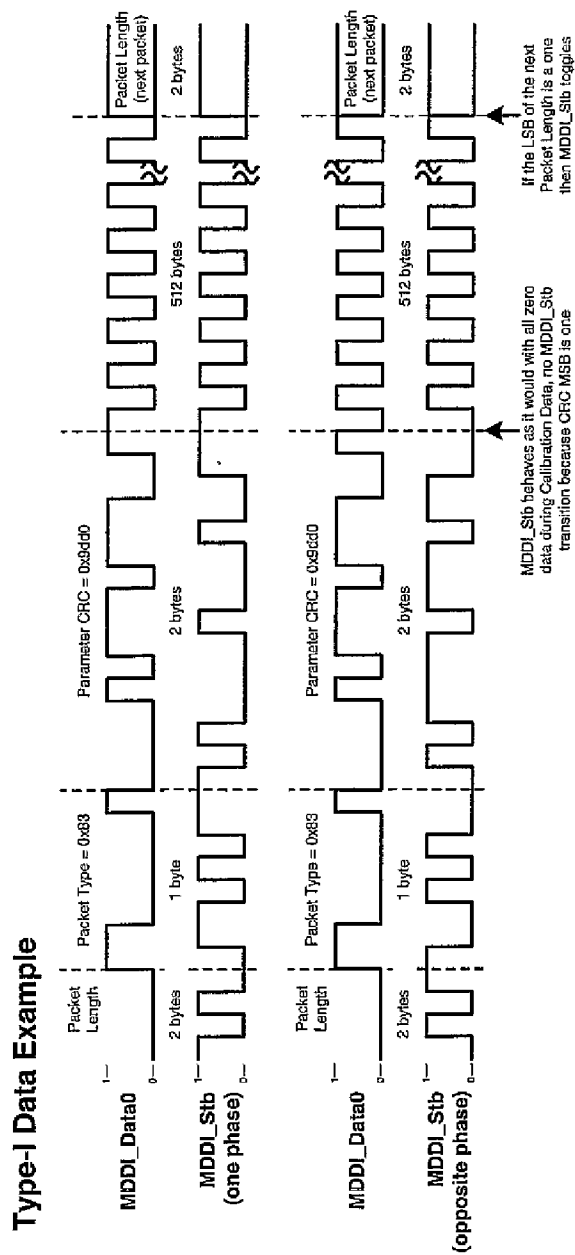 Type-I Data Example
Packet
Length
Packet Type = 0x83
Parameter CRC = 0x9dd0
Packet Length
(next packet)
1
0
MDDI_Data0
2 bytes
1 byte
2 bytes
512 bytes
2 bytes
1
0
MDDI_Stb
(one phase)
Packet
Length
Packet Type = 0x83
Parameter CRC = 0x9dd0
Packet Length
(next packet)
1
0
MDDI_Data0
2 bytes
1 byte
2 bytes
512 bytes
2 bytes
1
0
MDDI_Stb
(opposite phase)
MDDI_Stb behaves as it would with all zero
data during Calibration Data, no MDDI_Stb
transition because CRC MSB is one
If the LSB of the next
Packet Length is a one
then MDDI_Stb toggles